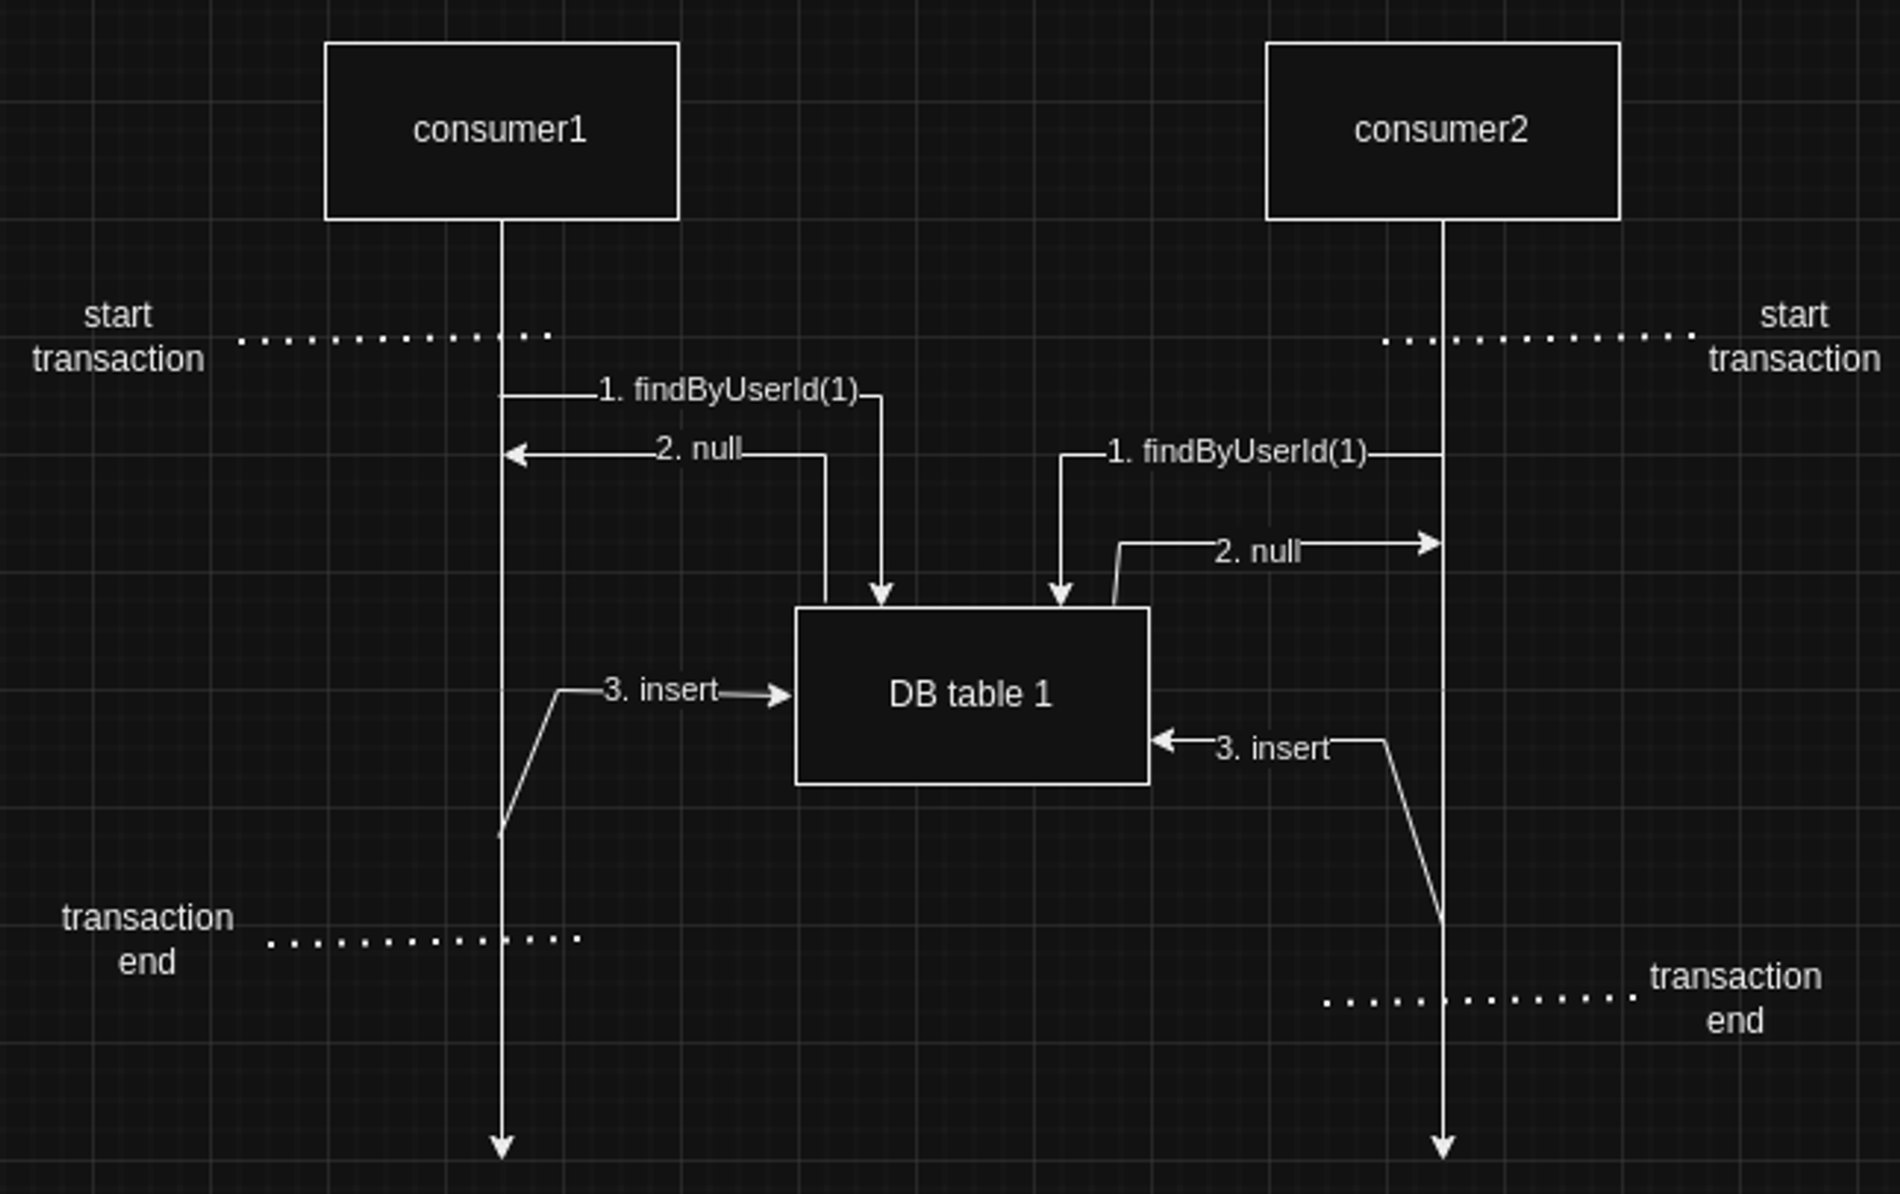 consumer1
consumer2
start
transaction
start
transaction
1. findByUserId(1)
2. null
1. findByUserId(1)
2. null
3. insert
DB table 1
3. insert
transaction
end
transaction
end